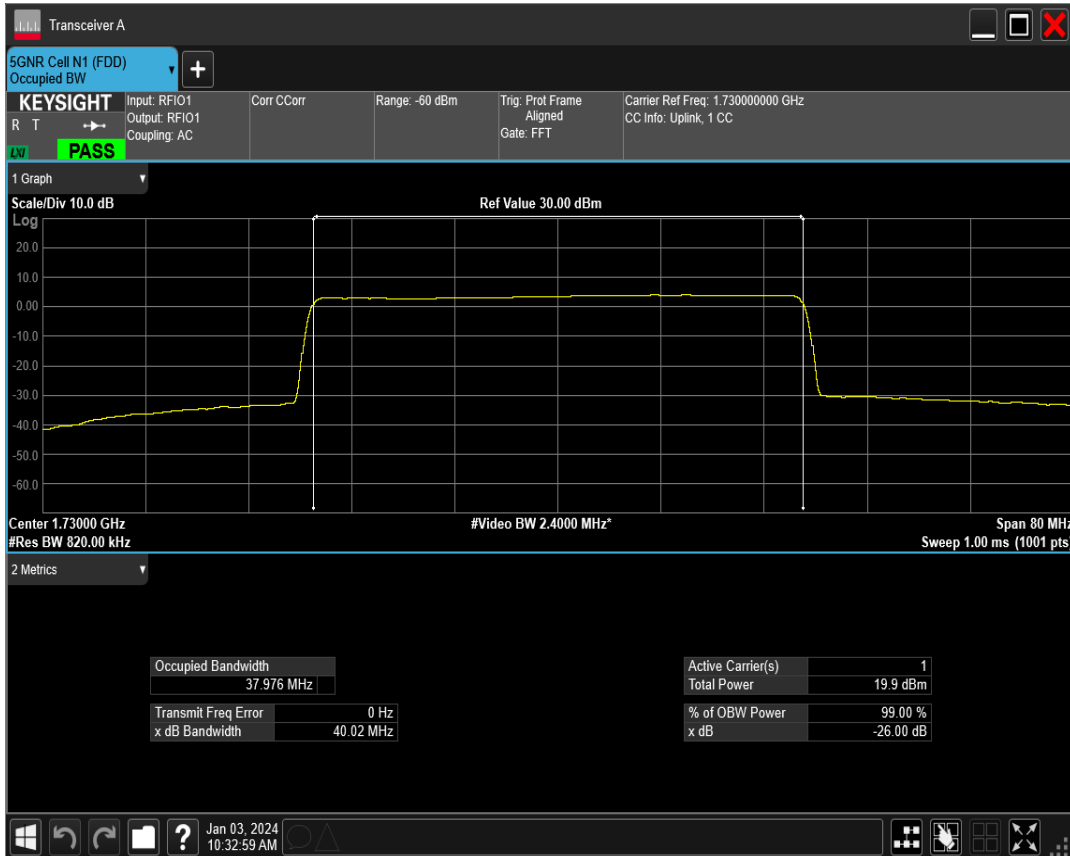 Transceiver A
5GNR Cell N1 (FDD)
Occupied BW
+
KEYSIGHT
R T
LXI
PASS
Input: RFIO1
Output: RFIO1
Coupling: AC
Corr CCorr
Range: -60 dBm
Trig: Prot Frame
Aligned
Gate: FFT
Carrier Ref Freq: 1.730000000 GHz
CC Info: Uplink, 1 CC
1 Graph
Scale/Div 10.0 dB
Ref Value 30.00 dBm
Log
20.0
10.0
0.00
-10.0
-20.0
-30.0
-40.0
-50.0
-60.0
Center 1.73000 GHz
#Video BW 2.4000 MHz*
Span 80 MHz
#Res BW 820.00 kHz
Sweep 1.00 ms (1001 pts)
2 Metrics
Occupied Bandwidth
37.976 MHz
Transmit Freq Error 0 Hz
x dB Bandwidth 40.02 MHz
Active Carrier(s) 1
Total Power 19.9 dBm
% of OBW Power 99.00 %
x dB -26.00 dB
?
Jan 03, 2024
10:32:59 AM